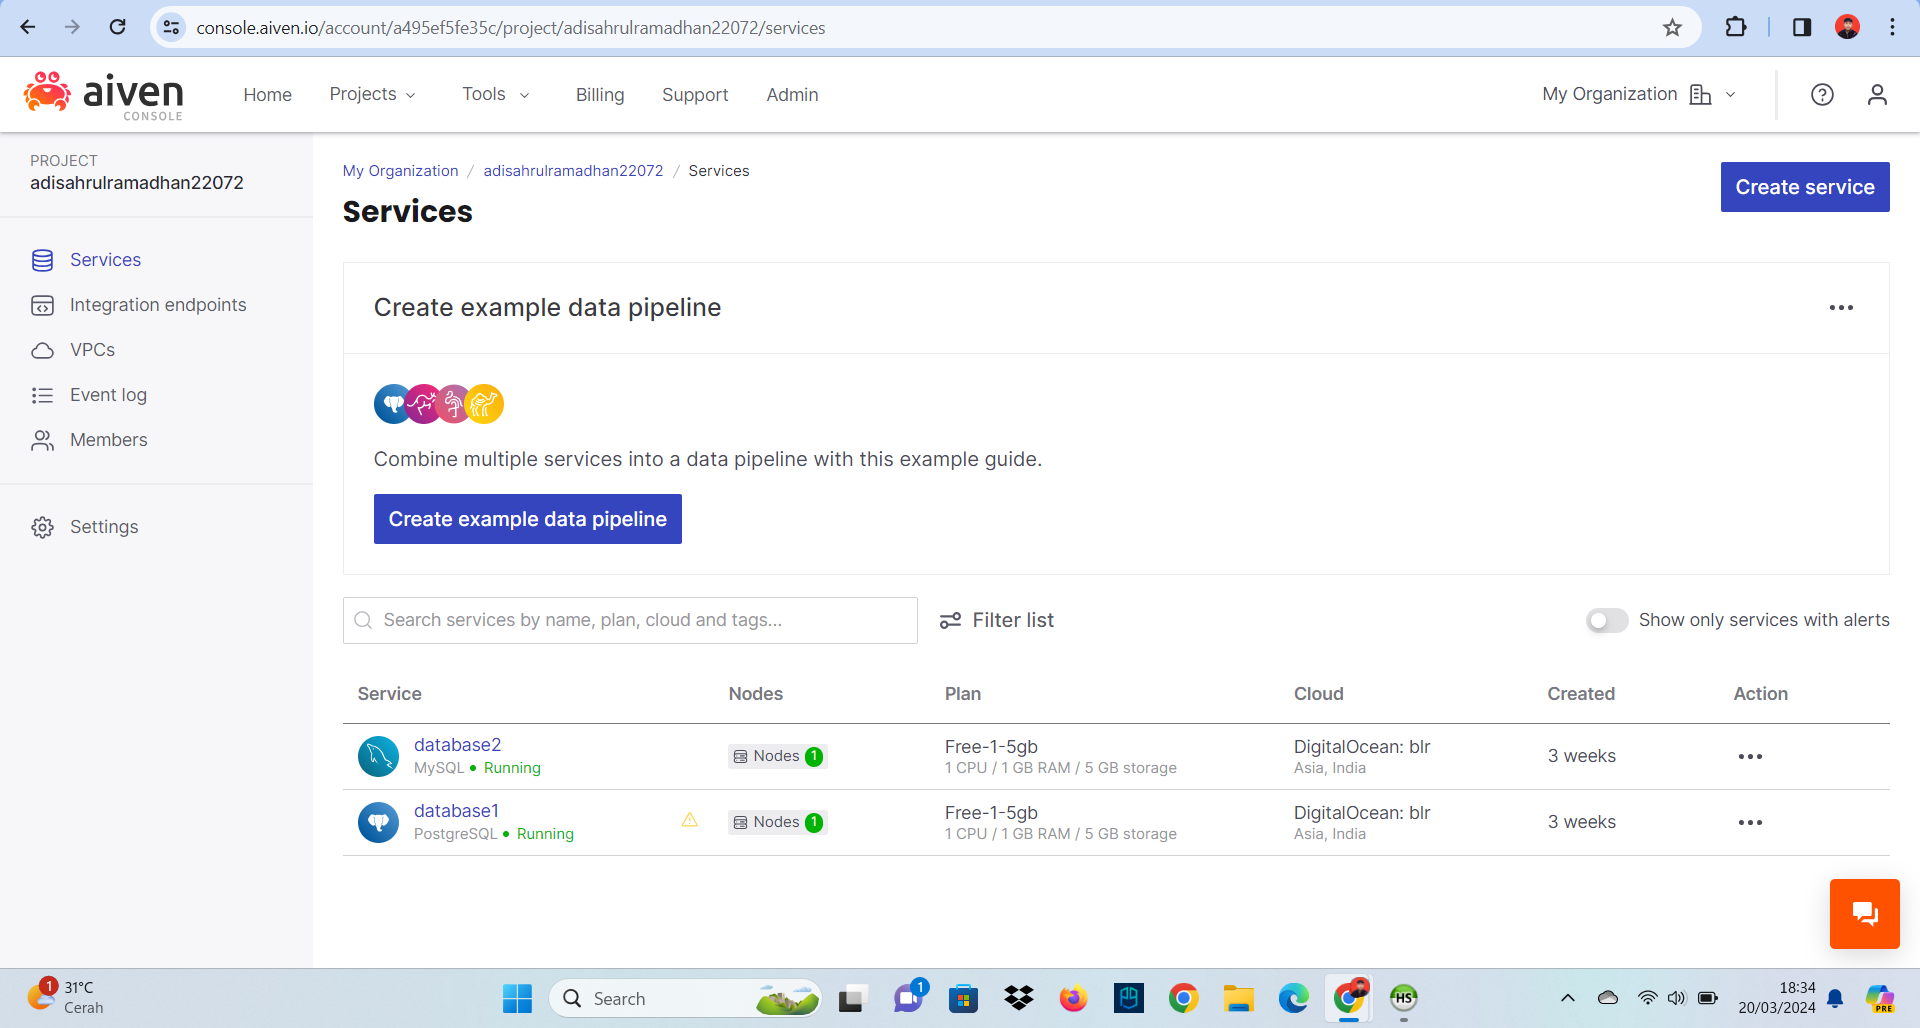 console.aiven.io/account/a495ef5fe35c/project/adisahrulramadhan22072/services
aiven
CONSOLE
Home
Projects
Tools
Billing
Support
Admin
My Organization
PROJECT
adisahrulramadhan22072
Services
Integration endpoints
VPCs
Event log
Members
Settings
My Organization / adisahrulramadhan22072 / Services
Services
Create service
Create example data pipeline
Combine multiple services into a data pipeline with this example guide.
Create example data pipeline
Search services by name, plan, cloud and tags...
Filter list
Show only services with alerts
Service Nodes Plan Cloud Created Action
database2
MySQL • Running
Nodes 1
Free-1-5gb
1 CPU / 1 GB RAM / 5 GB storage
DigitalOcean: blr
Asia, India
3 weeks
database1
PostgreSQL • Running
Nodes 1
Free-1-5gb
1 CPU / 1 GB RAM / 5 GB storage
DigitalOcean: blr
Asia, India
3 weeks
1
31°C
Cerah
Search
1
HS
18:34
20/03/2024
PRE